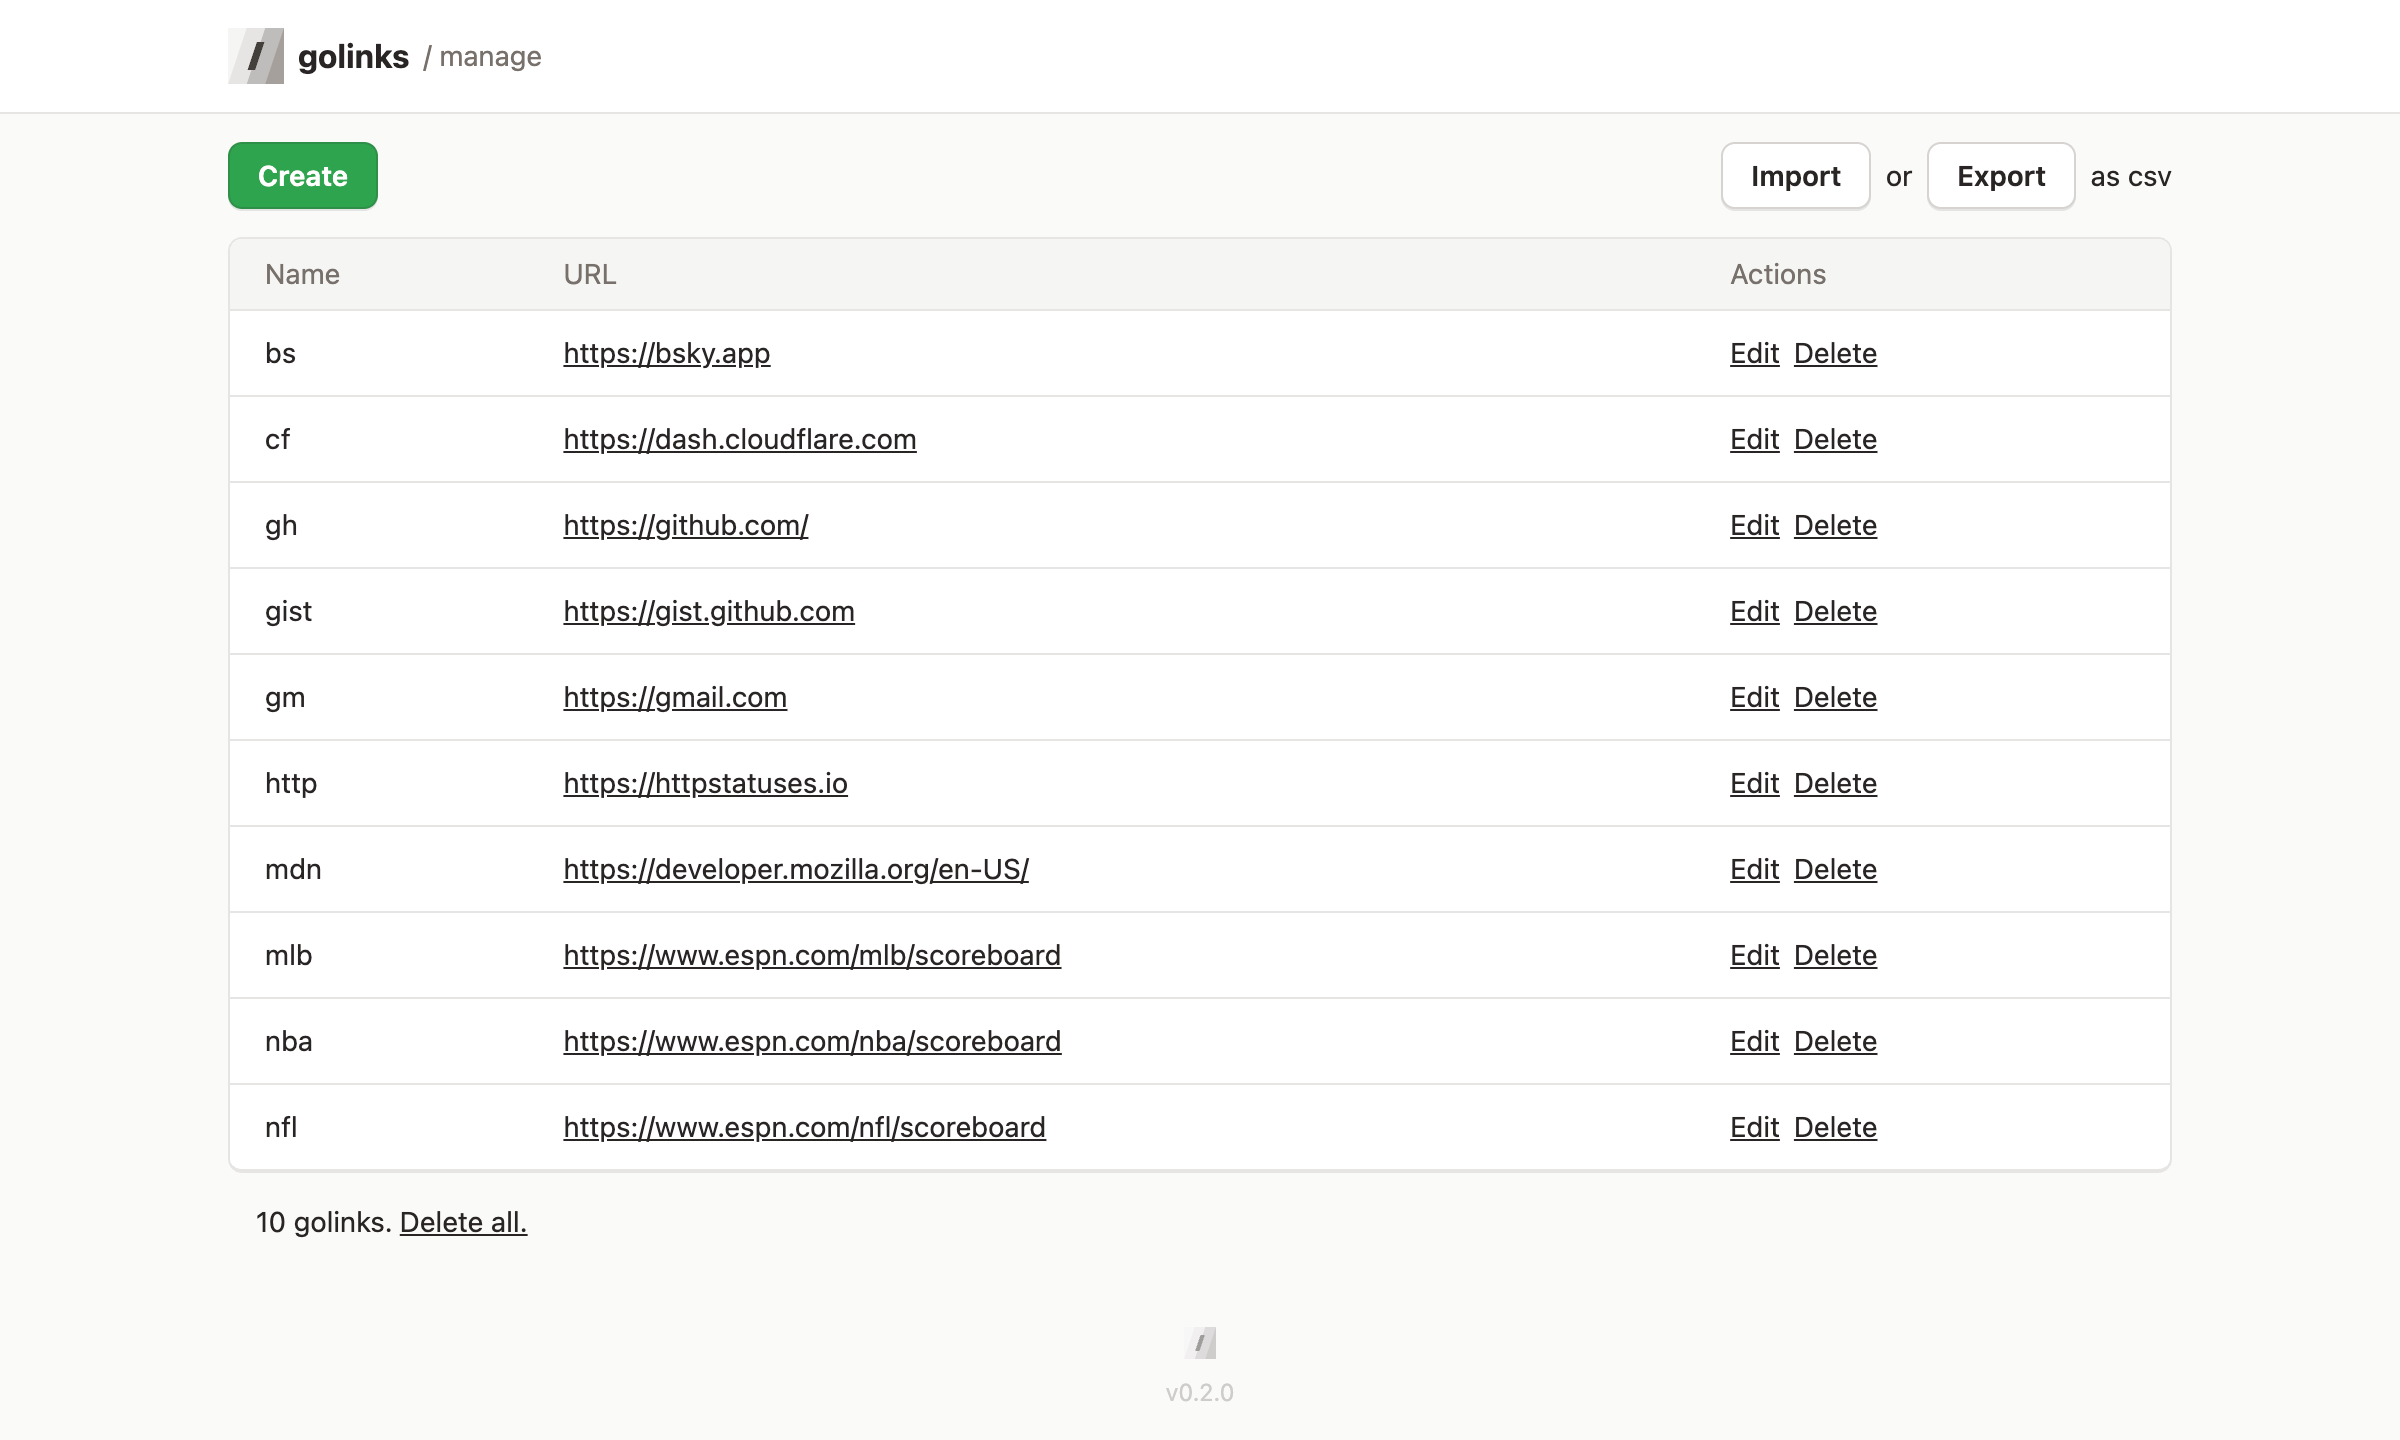 golinks / manage
Create Import or Export as csv
Name URL Actions
bs https://bsky.app Edit Delete
cf https://dash.cloudflare.com Edit Delete
gh https://github.com/ Edit Delete
gist https://gist.github.com Edit Delete
gm https://gmail.com Edit Delete
http https://httpstatuses.io Edit Delete
mdn https://developer.mozilla.org/en-US/ Edit Delete
mlb https://www.espn.com/mlb/scoreboard Edit Delete
nba https://www.espn.com/nba/scoreboard Edit Delete
nfl https://www.espn.com/nfl/scoreboard Edit Delete
10 golinks. Delete all.
v0.2.0